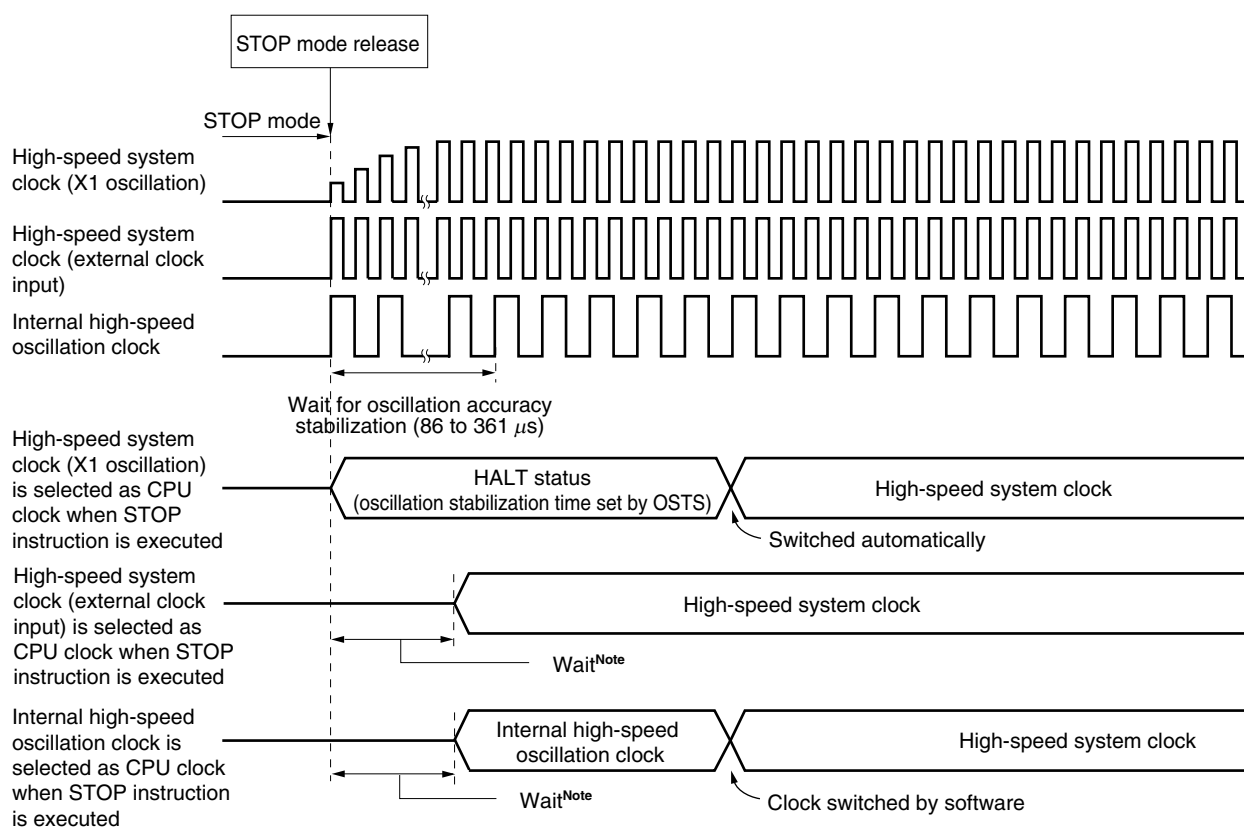 STOP mode release
STOP mode
High-speed system
clock (X1 oscillation)
High-speed system
clock (external clock
input)
Internal high-speed
oscillation clock
Wait for oscillation accuracy
stabilization (86 to 361 μs)
High-speed system
clock (X1 oscillation)
is selected as CPU
clock when STOP
instruction is executed
HALT status
(oscillation stabilization time set by OSTS)
High-speed system clock
Switched automatically
High-speed system
clock (external clock
input) is selected as
CPU clock when STOP
instruction is executed
High-speed system clock
WaitNote
Internal high-speed
oscillation clock is
selected as CPU clock
when STOP instruction
is executed
Internal high-speed
oscillation clock
High-speed system clock
WaitNote
Clock switched by software